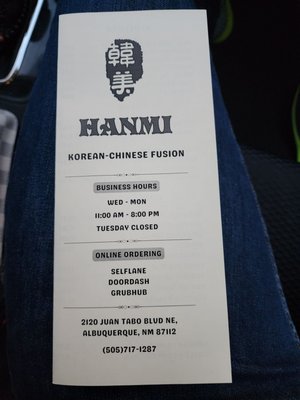 韓
美
HANMI
KOREAN-CHINESE FUSION
BUSINESS HOURS
WED - MON
11:00 AM - 8:00 PM
TUESDAY CLOSED
ONLINE ORDERING
SELFLANE
DOORDASH
GRUBHUB
2120 JUAN TABO BLVD NE,
ALBUQUERQUE, NM 87112
(505)717-1287